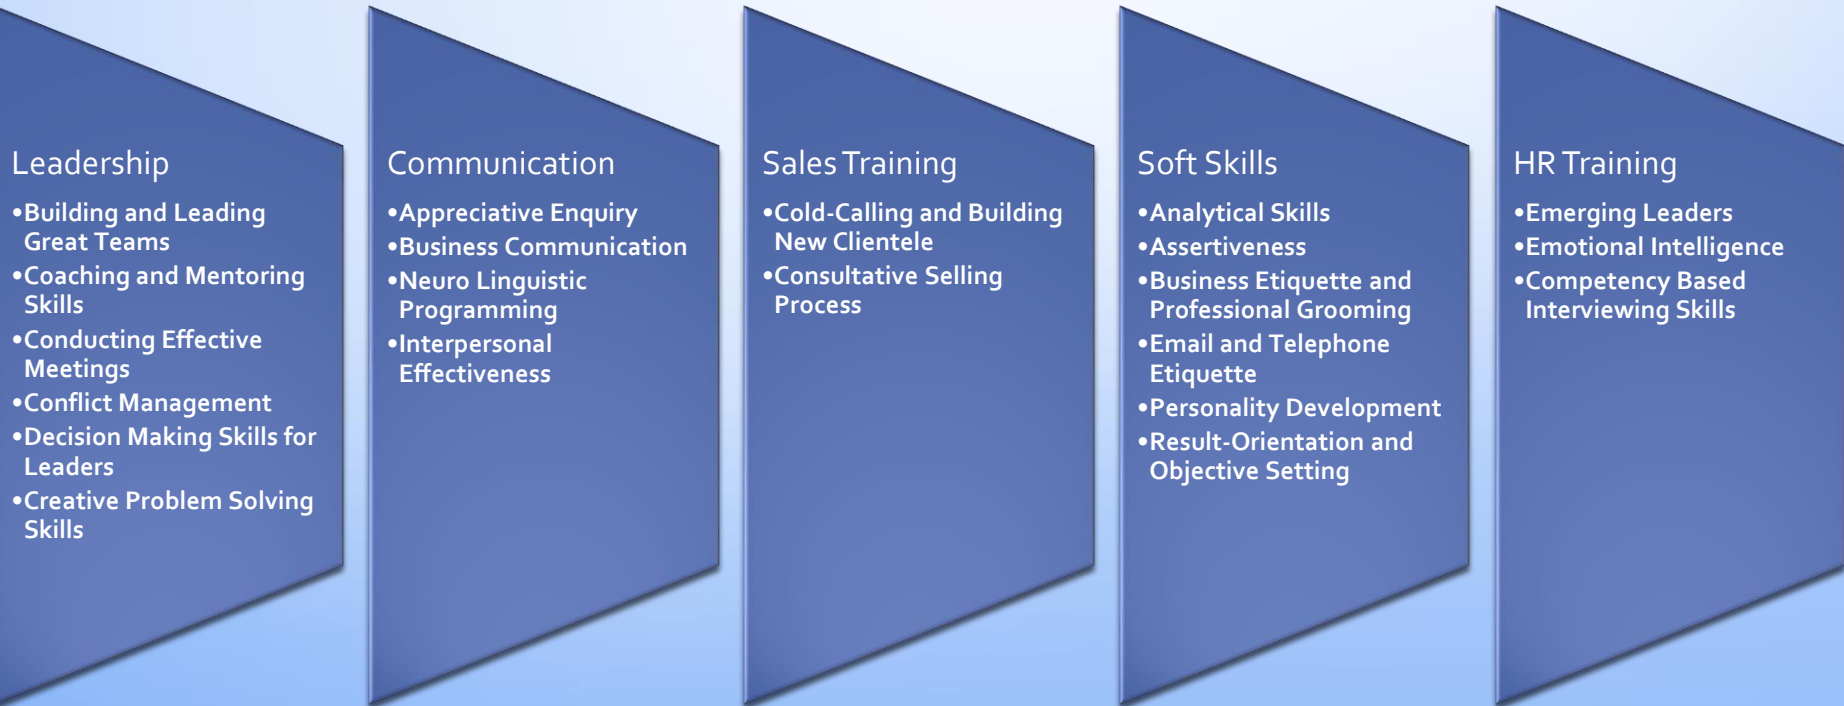 Leadership
•Building and Leading
Great Teams
•Coaching and Mentoring
Skills
•Conducting Effective
Meetings
•Conflict Management
•Decision Making Skills for
Leaders
•Creative Problem Solving
Skills
Communication
•Appreciative Enquiry
•Business Communication
•Neuro Linguistic
Programming
•Interpersonal
Effectiveness
Sales Training
•Cold-Calling and Building
New Clientele
•Consultative Selling
Process
Soft Skills
•Analytical Skills
•Assertiveness
•Business Etiquette and
Professional Grooming
•Email and Telephone
Etiquette
•Personality Development
•Result-Orientation and
Objective Setting
HR Training
•Emerging Leaders
•Emotional Intelligence
•Competency Based
Interviewing Skills